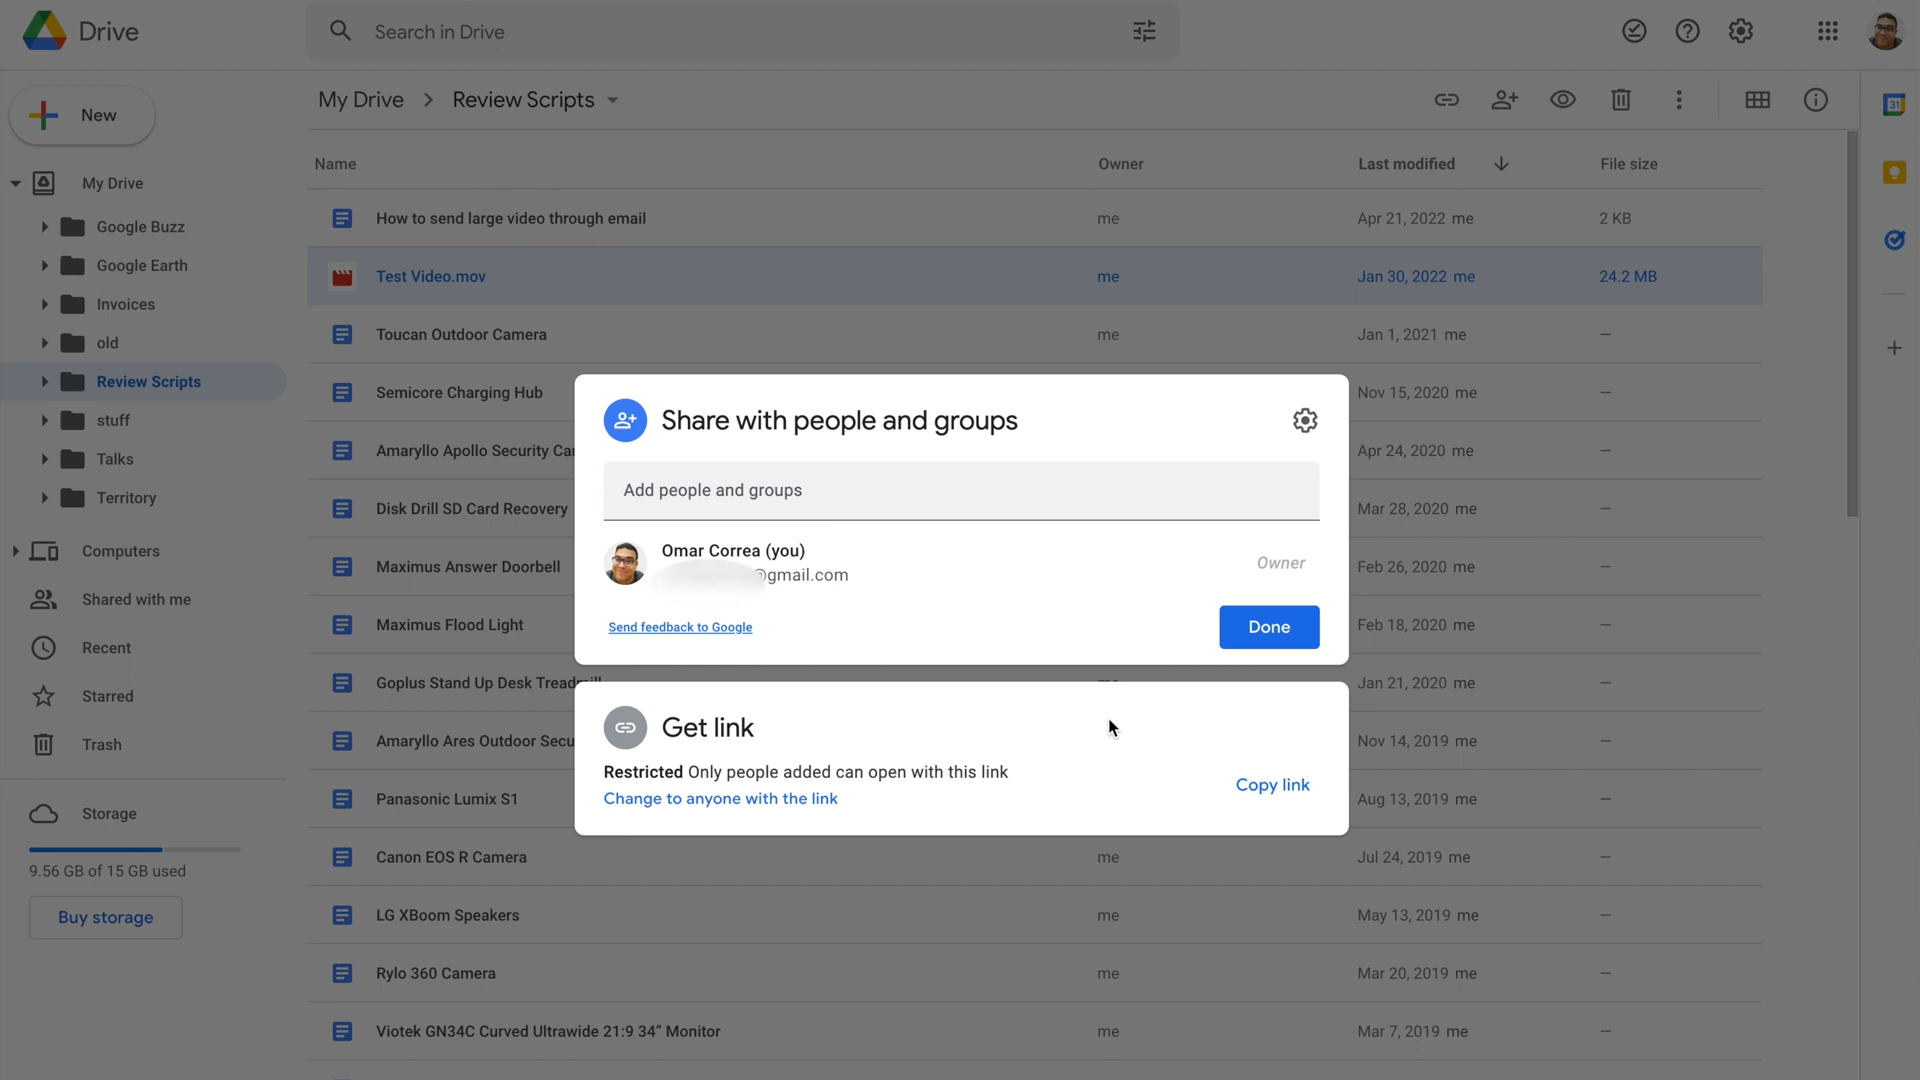 Drive
Search in Drive
New
My Drive
Google Buzz
Google Earth
Invoices
old
Review Scripts
stuff
Talks
Territory
Computers
Shared with me
Recent
Starred
Trash
Storage
9.56 GB of 15 GB used
Buy storage
My Drive Review Scripts
Name Owner Last modified File size
How to send large video through email me Apr 21, 2022 me 2 KB
Test Video.mov me Jan 30, 2022 me 24.2 MB
Toucan Outdoor Camera me Jan 1, 2021 me —
Semicore Charging Hub Nov 15, 2020 me —
Amaryllo Apollo Security Apr 24, 2020 me —
Disk Drill SD Card Recovery Mar 28, 2020 me —
Maximus Answer Doorbell Feb 26, 2020 me —
Maximus Flood Light Feb 18, 2020 me —
Goplus Stand Up Desk Treadmill me Jan 21, 2020 me —
Amaryllo Ares Outdoor Secu Nov 14, 2019 me —
Panasonic Lumix S1 Aug 13, 2019 me —
Canon EOS R Camera me Jul 24, 2019 me —
LG XBoom Speakers me May 13, 2019 me —
Rylo 360 Camera me Mar 20, 2019 me —
Viotek GN34C Curved Ultrawide 21:9 34” Monitor me Mar 7, 2019 me —
Share with people and groups
Add people and groups
Omar Correa (you)
@gmail.com
Owner
Send feedback to Google
Done
Get link
Restricted Only people added can open with this link
Change to anyone with the link
Copy link
31